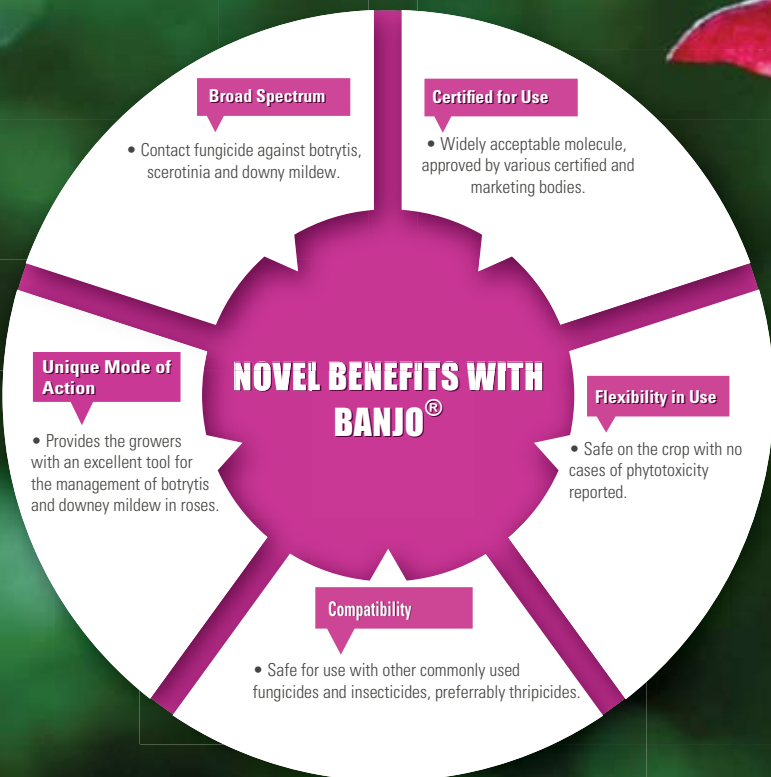 Broad Spectrum
• Contact fungicide against botrytis,
scerotinia and downy mildew.
Certified for Use
• Widely acceptable molecule,
approved by various certified and
marketing bodies.
Unique Mode of
Action
• Provides the growers
with an excellent tool for
the management of botrytis
and downey mildew in roses.
NOVEL BENEFITS WITH
BANJO®
Flexibility in Use
• Safe on the crop with no
cases of phytotoxicity
reported.
Compatibility
• Safe for use with other commonly used
fungicides and insecticides, preferrably thripicides.